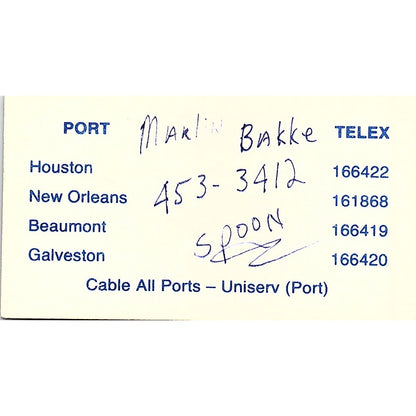 PORT Marlin Bakke TELEX
Houston 166422
New Orleans 453-3412 161868
Beaumont 166419
SPOON
Galveston 166420
Cable All Ports – Uniserv (Port)